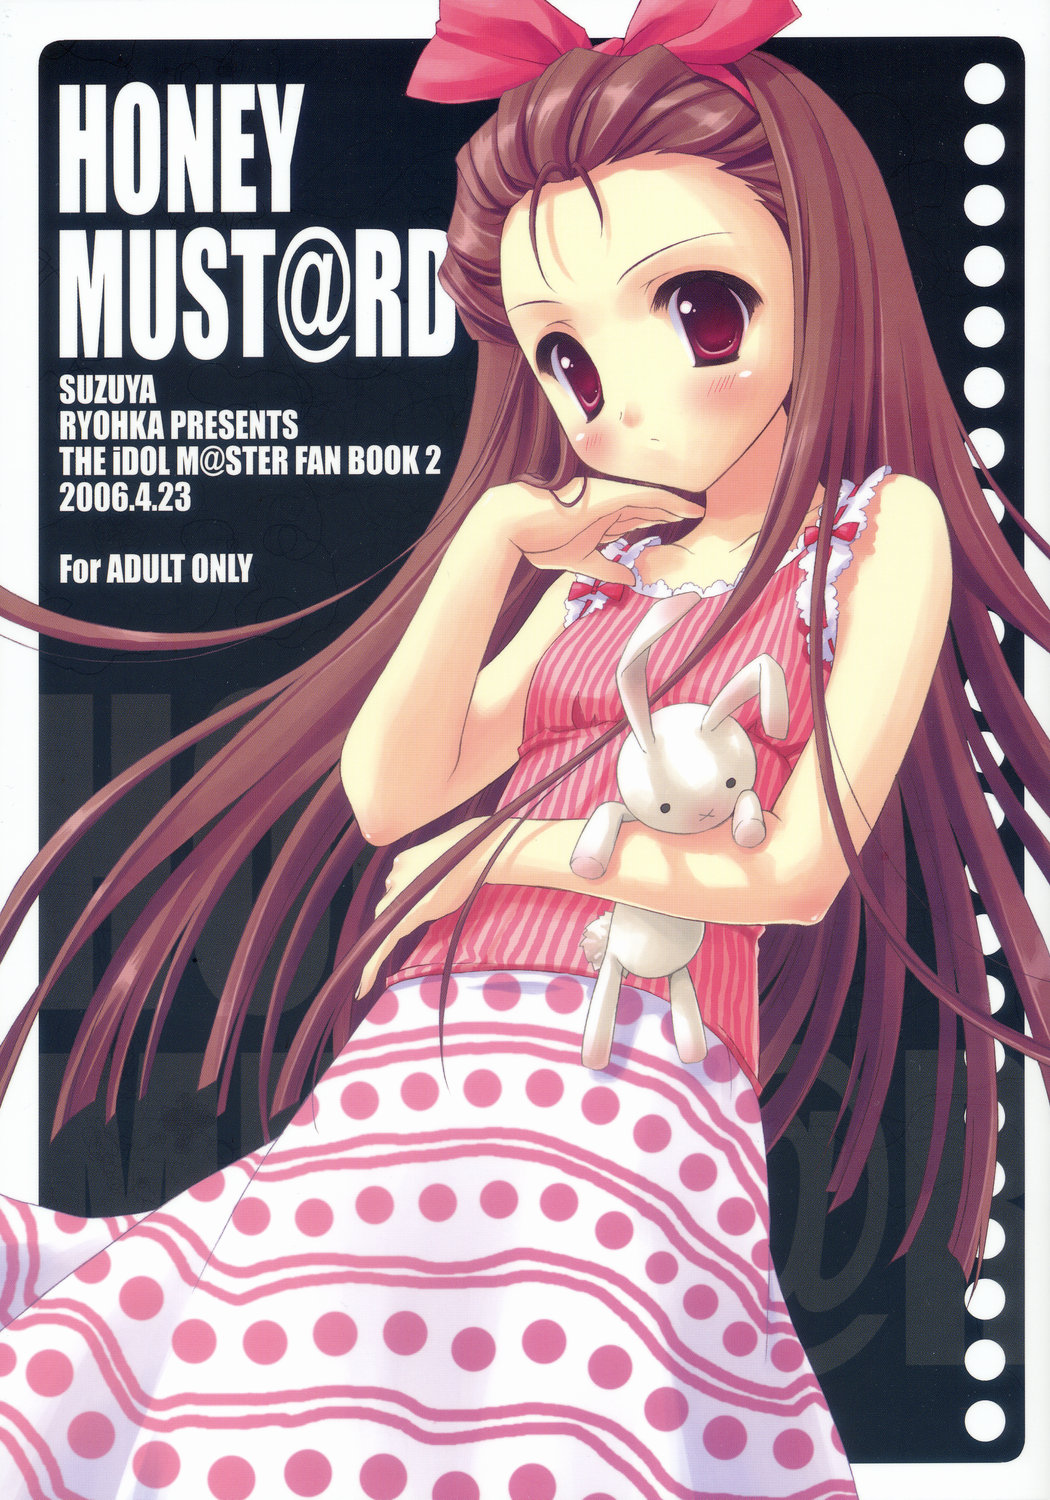 HONEY
MUST@RD
SUZUYA
RYOHKA PRESENTS
THE iDOL M@STER FAN BOOK 2
2006.4.23
For ADULT ONLY